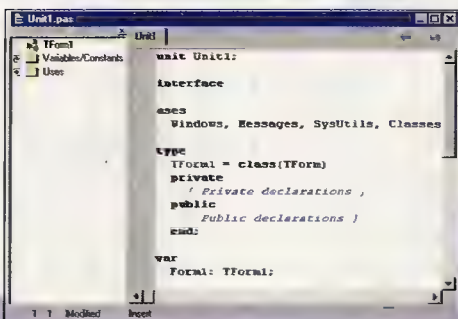 Unit1.pas
TForm1
Variables/Constants
Uses
Unit1
unit Unit1;
interface
uses
Windows, Messages, SysUtils, Classes
type
TForm1 = class(TForm)
private
{ Private declarations }
public
Public declarations }
end;
var
Form1: TForm1;
1 1 Modified Insert